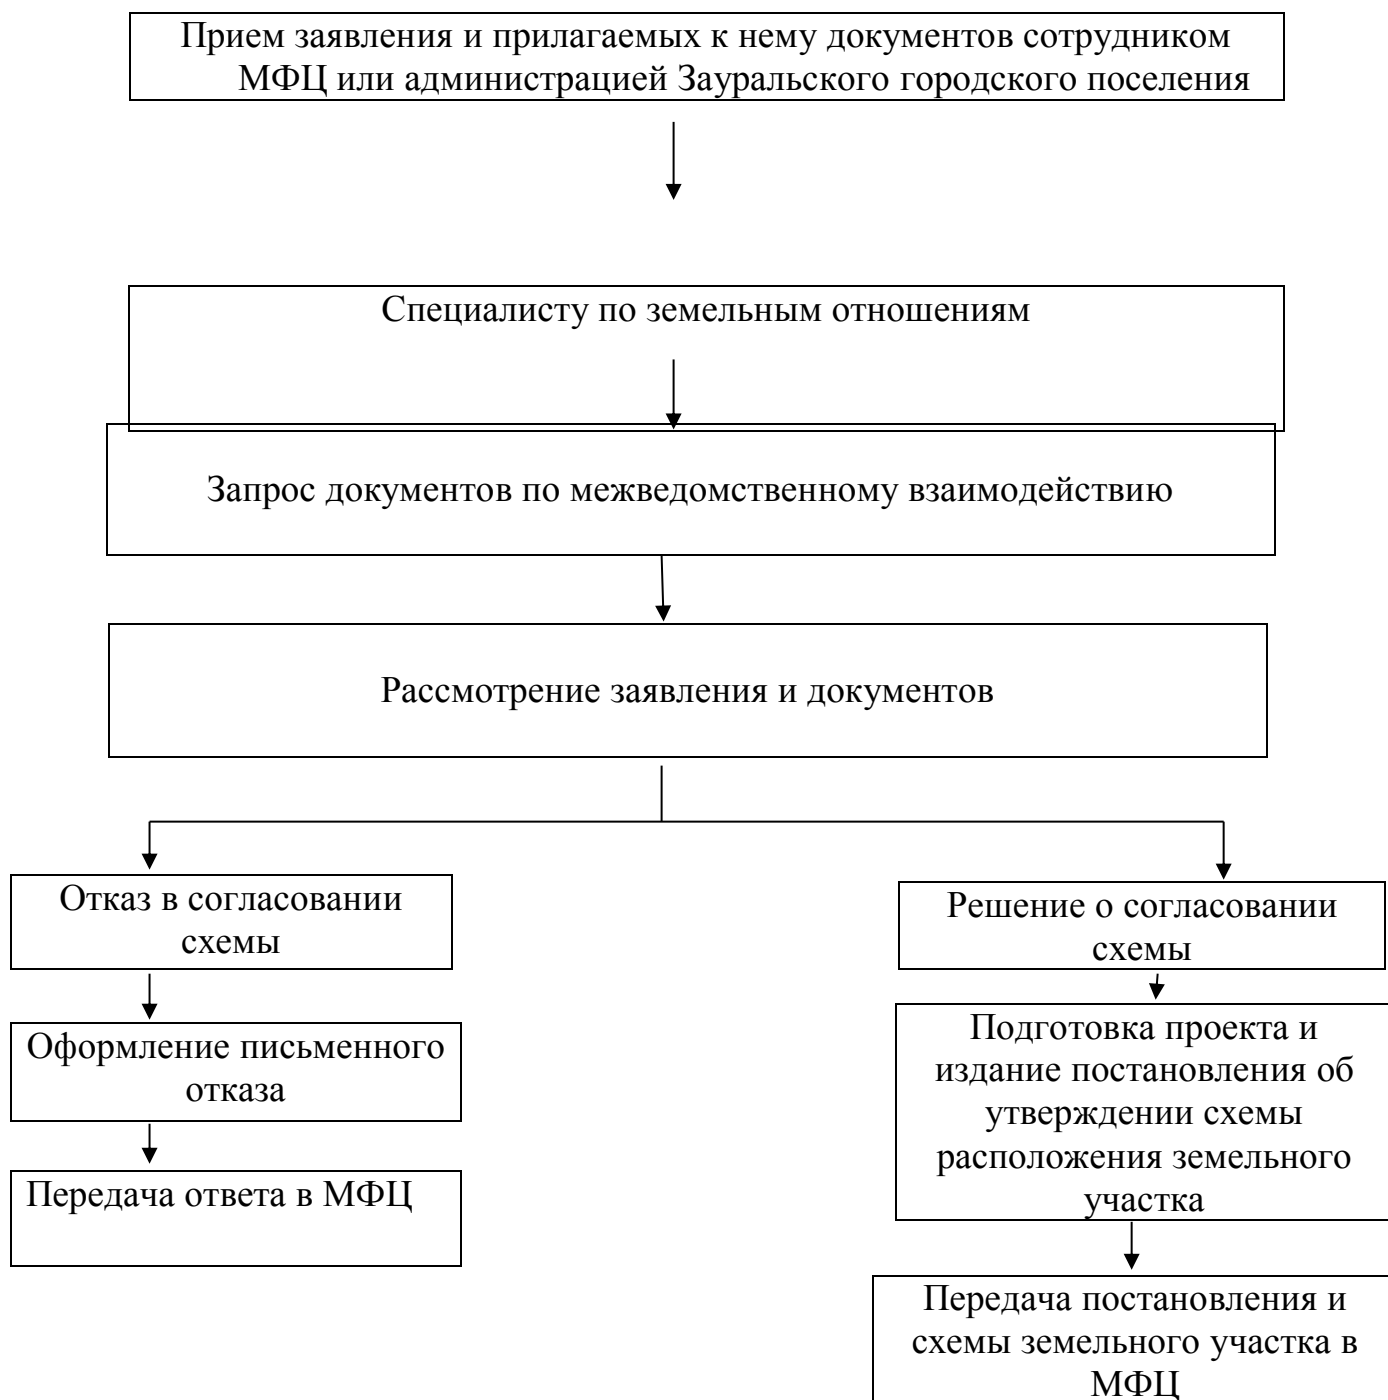 Прием заявления и прилагаемых к нему документов сотрудником
МФЦ или администрацией Зауральского городского поселения
Специалисту по земельным отношениям
Запрос документов по межведомственному взаимодействию
Рассмотрение заявления и документов
Отказ в согласовании
схемы
Оформление письменного
отказа
Передача ответа в МФЦ
Решение о согласовании
схемы
Подготовка проекта и
издание постановления об
утверждении схемы
расположения земельного
участка
Передача постановления и
схемы земельного участка в
МФЦ